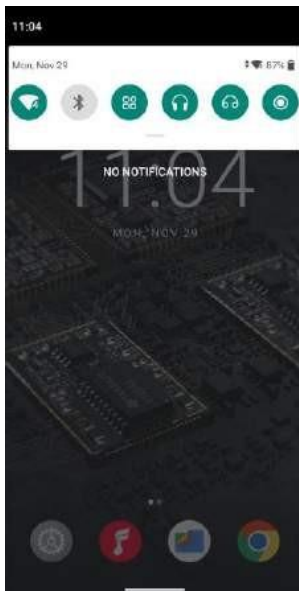 11:04
Mon, Nov 29
87%
NO NOTIFICATIONS
11:04
MON, NOV 29